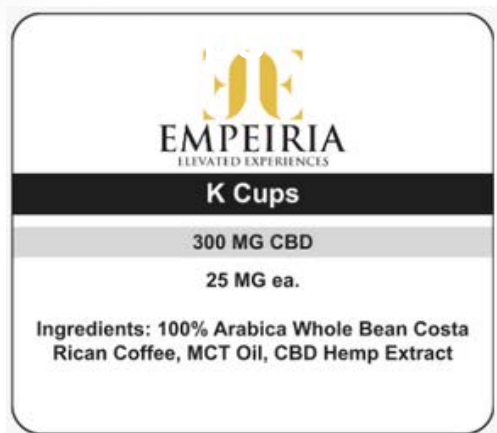 EMPEIRIA
ELEVATED EXPERIENCES
K Cups
300 MG CBD
25 MG ea.
Ingredients: 100% Arabica Whole Bean Costa
Rican Coffee, MCT Oil, CBD Hemp Extract